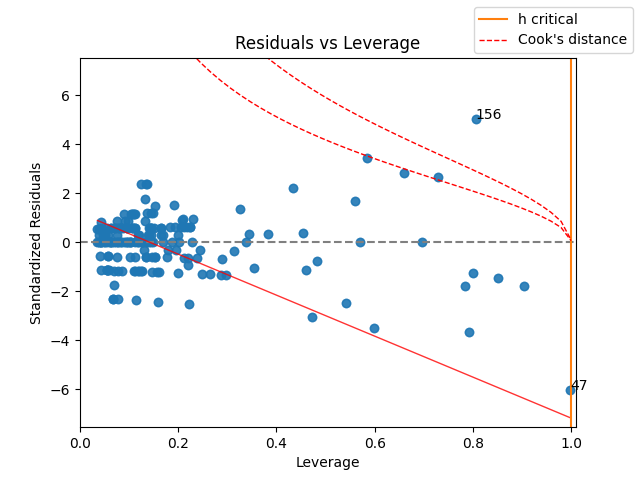 h critical
Cook's distance
Residuals vs Leverage
Standardized Residuals
6
4
2
0
−2
−4
−6
156
47
0.0 0.2 0.4 0.6 0.8 1.0
Leverage